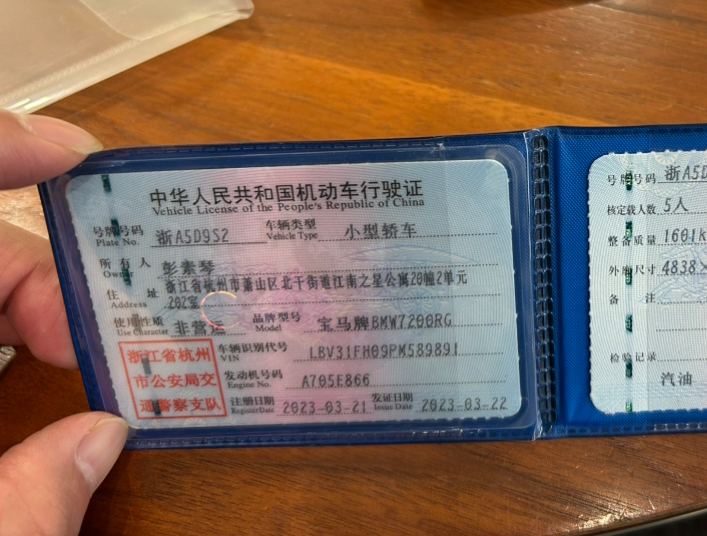 中华人民共和国机动车行驶证
Vehicle License of the People's Republic of China
号牌号码 浙A5D9S2 车辆类型 小型轿车
Plate No. Vehicle Type
所有人 彭素琴
Owner
住址 浙江省杭州市萧山区北干街道江南之星公寓20幢2单元
Address 202室
使用性质 非营运 品牌型号 宝马牌BMW7200RG
Use Character Model
浙江省杭州
市公安局交
通警察支队
车辆识别代号 LBV31FH09PM589891
VIN
发动机号码 A705E866
Engine No.
注册日期 2023-03-21 发证日期 2023-03-22
Register Date Issue Date
号牌号码 浙A5D
核定载人数 5人
整备质量 1601k
外廓尺寸 4838×
备注
检验记录
汽油